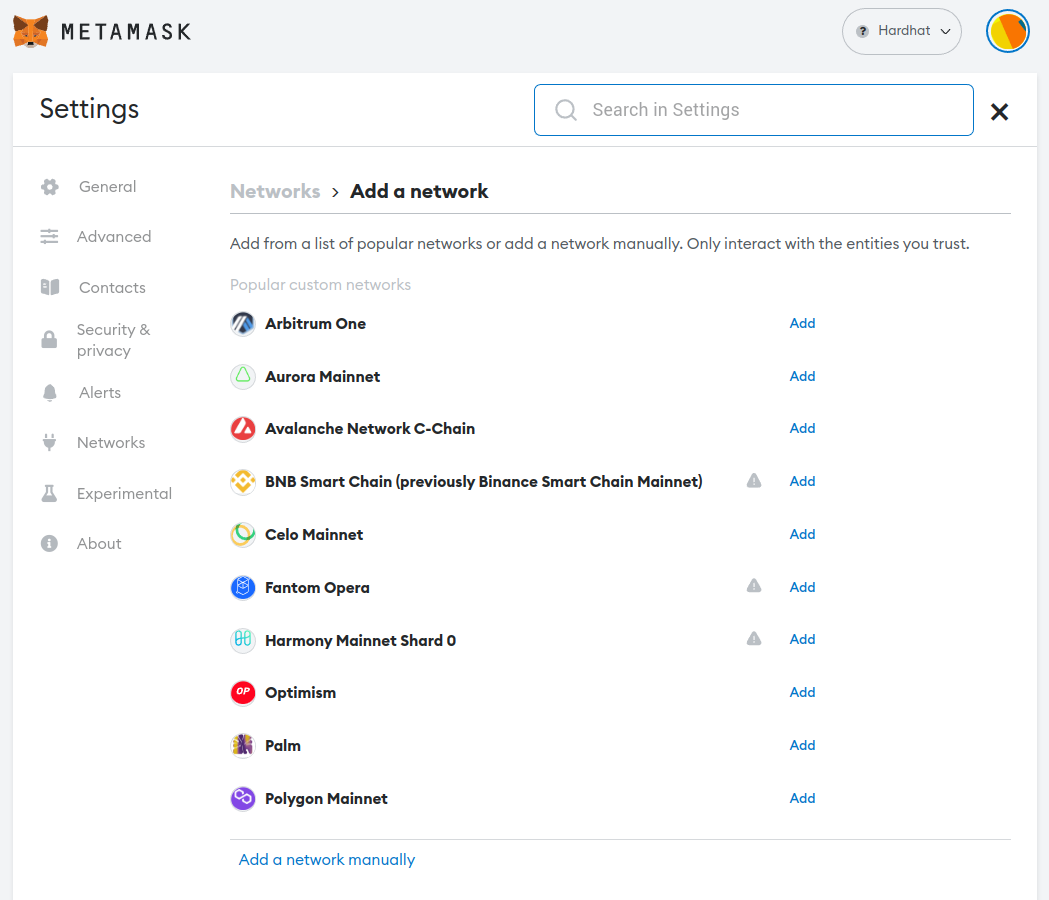 METAMASK
? Hardhat
Settings
Search in Settings
General
Advanced
Contacts
Security &
privacy
Alerts
Networks
Experimental
About
Networks > Add a network
Add from a list of popular networks or add a network manually. Only interact with the entities you trust.
Popular custom networks
Arbitrum One Add
Aurora Mainnet Add
Avalanche Network C-Chain Add
BNB Smart Chain (previously Binance Smart Chain Mainnet) Add
Celo Mainnet Add
Fantom Opera Add
Harmony Mainnet Shard 0 Add
OP Optimism Add
Palm Add
Polygon Mainnet Add
Add a network manually